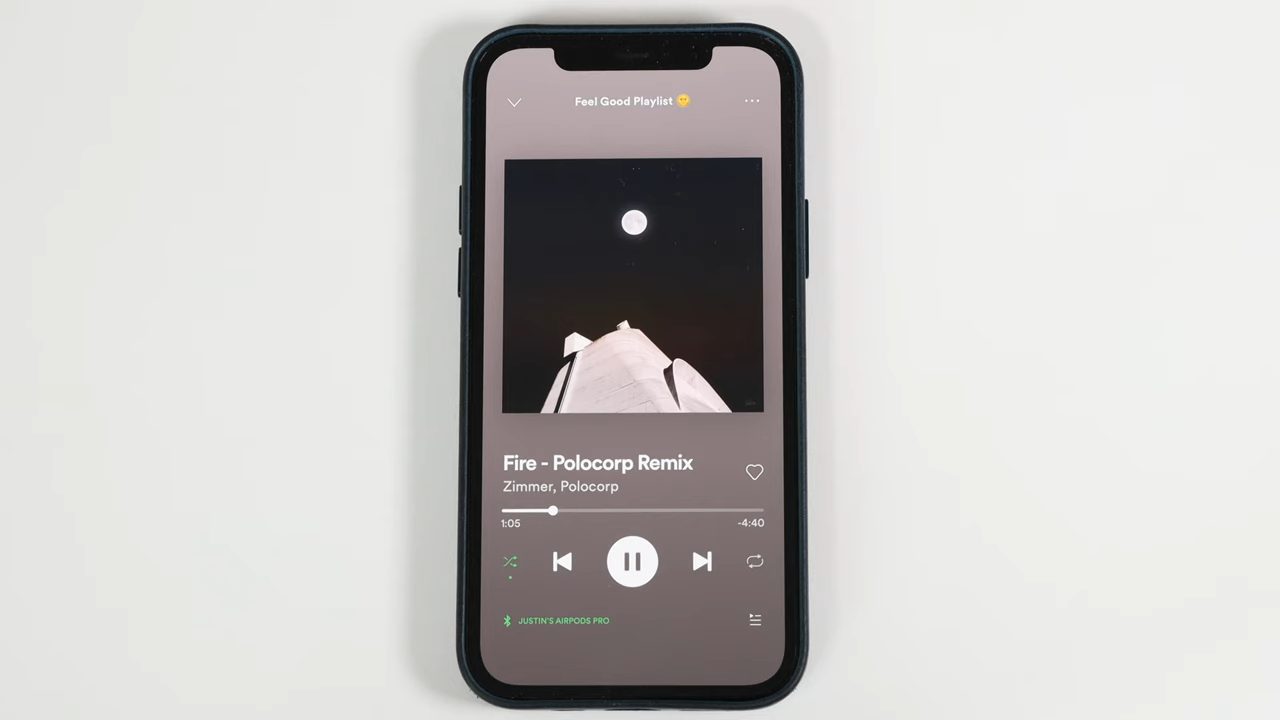 Feel Good Playlist 🌞
Fire - Polocorp Remix
Zimmer, Polocorp
1:05
-4:40
JUSTIN'S AIRPODS PRO